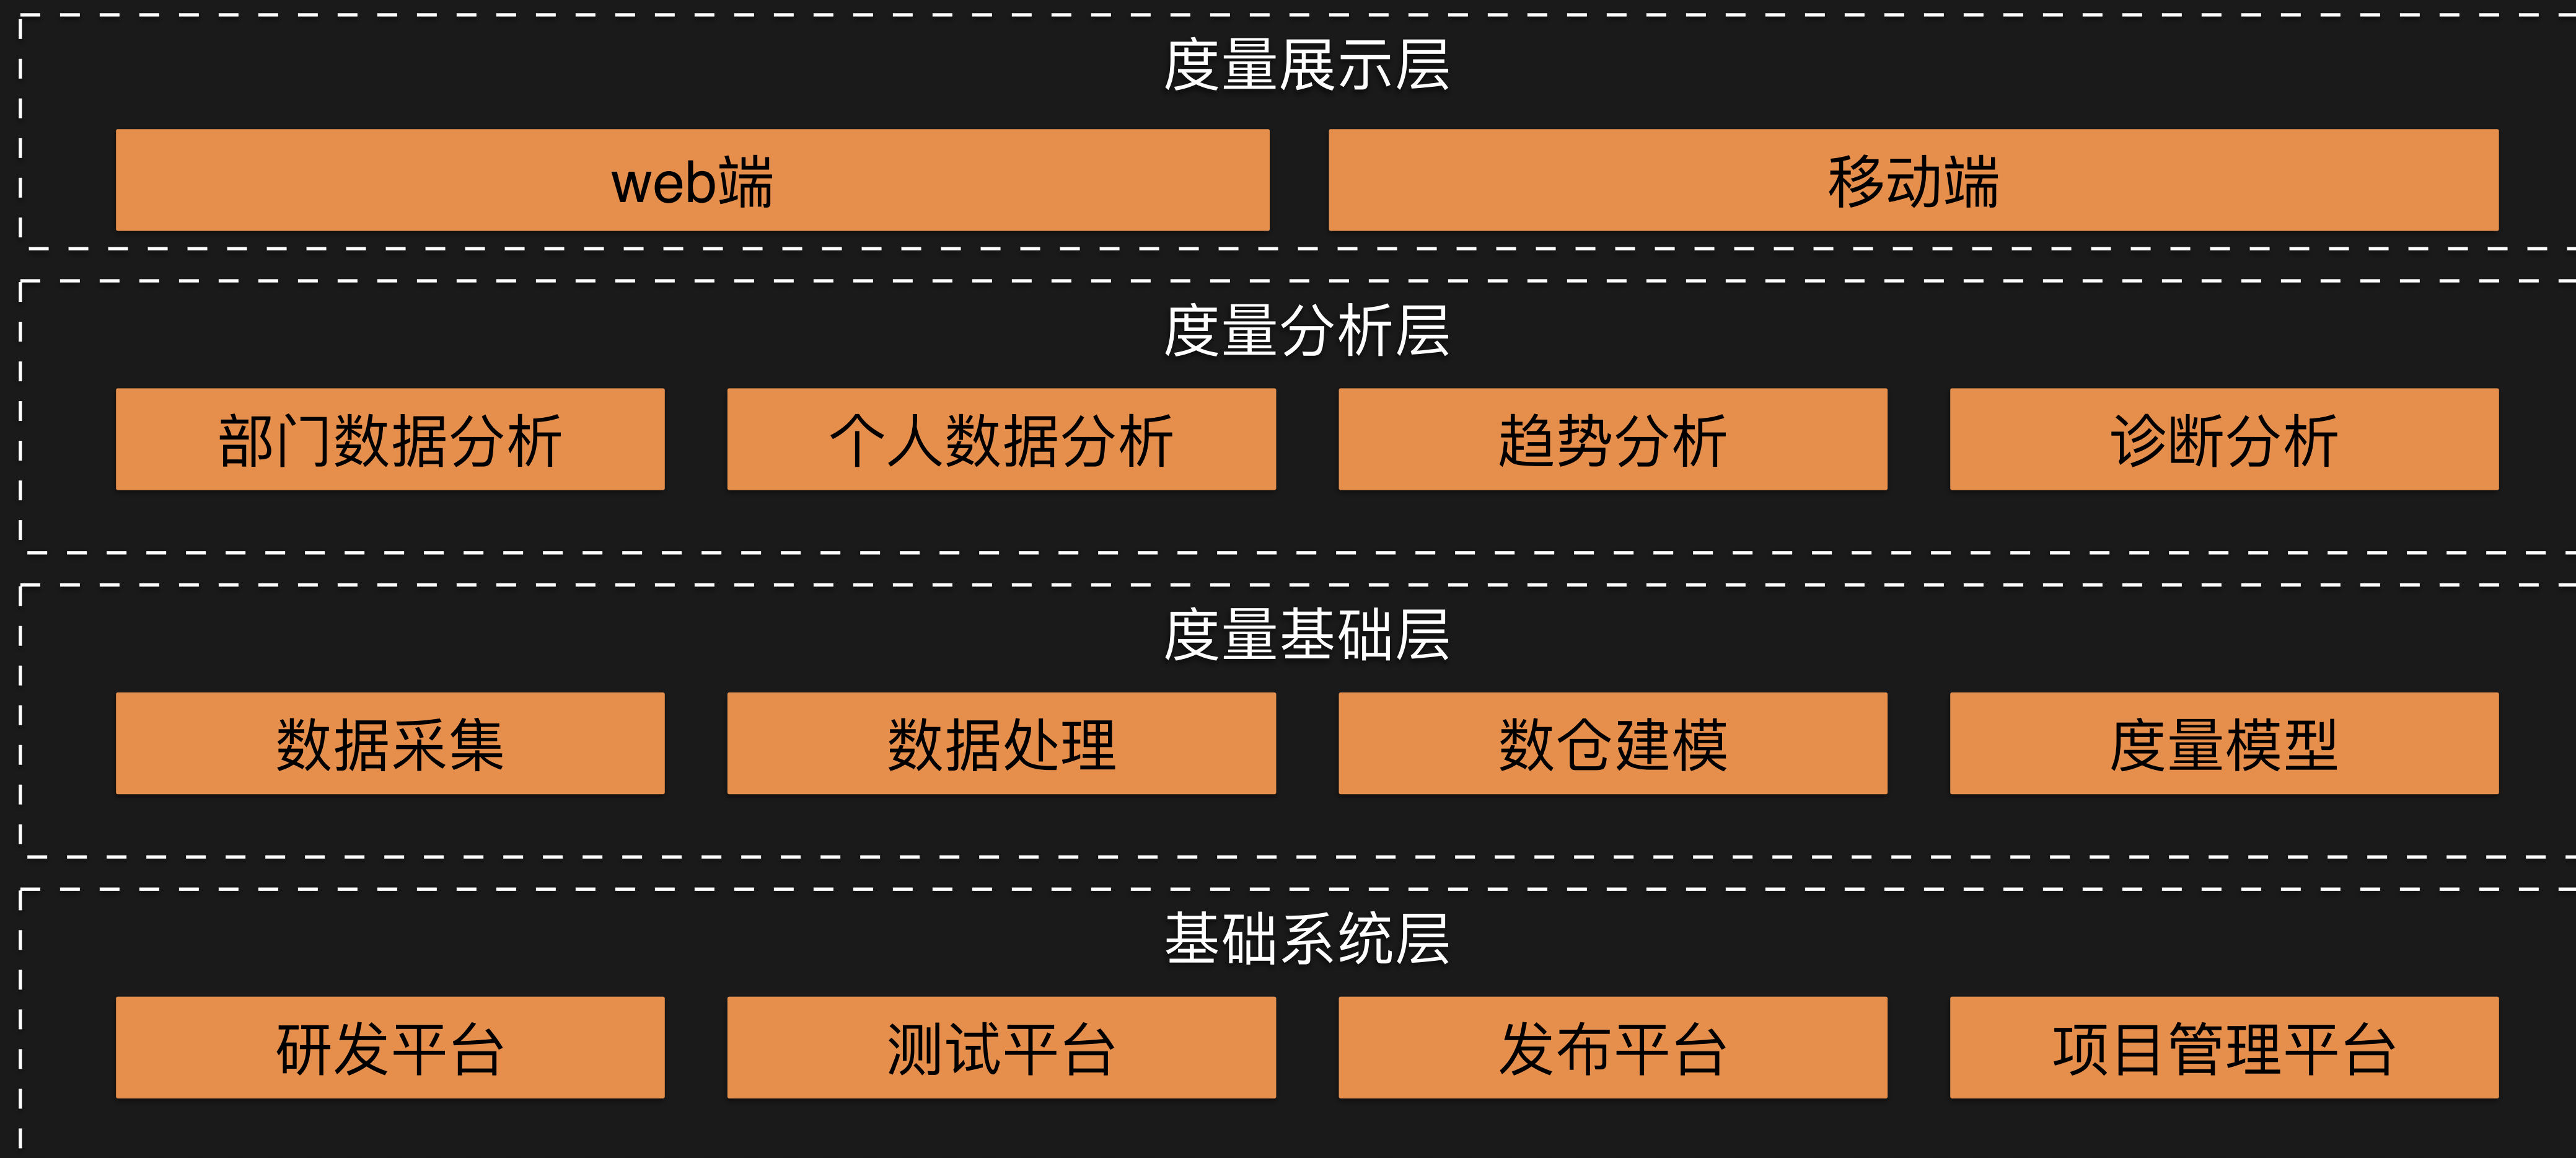 度量展示层
web端
移动端
度量分析层
部门数据分析
个人数据分析
趋势分析
诊断分析
度量基础层
数据采集
数据处理
数仓建模
度量模型
基础系统层
研发平台
测试平台
发布平台
项目管理平台